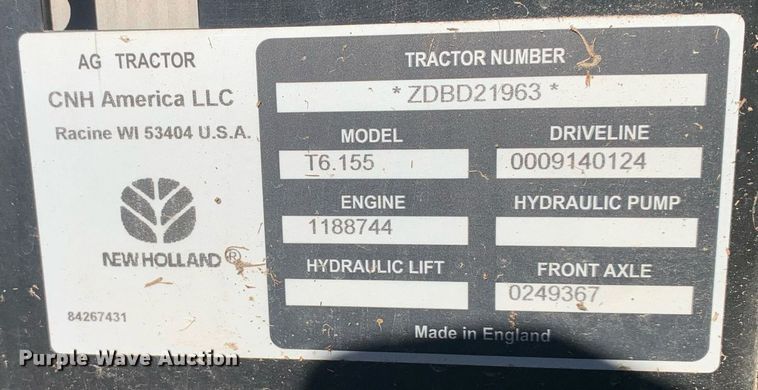 AG TRACTOR
CNH America LLC
Racine WI 53404 U.S.A.
NEW HOLLAND®
84267431
TRACTOR NUMBER
* ZDBD21963 *
MODEL
T6.155
DRIVELINE
0009140124
ENGINE
1188744
HYDRAULIC PUMP
HYDRAULIC LIFT
FRONT AXLE
0249367
Made in England
Purple Wave Auction